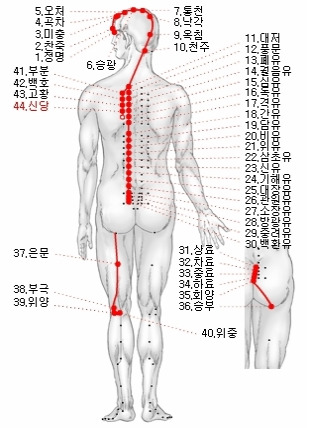 5.오처
4.곡차
3.미충
2.찬죽
1.정명
6.승광
7.통천
8.낙각
9.옥침
10.천주
41.부분
42.백호
43.고황
44.신당
11.대저
12.풍문
13.폐유
14.궐음유
15.심유
16.독유
17.격유
18.간유
19.담유
20.비유
21.위유
22.삼초유
23.신유
24.기해유
25.대장유
26.관원유
27.소장유
28.방광유
29.중려유
30.백환유
37.은문
38.부극
39.위양
40.위중
31.상료
32.차료
33.중료
34.하료
35.회양
36.승부